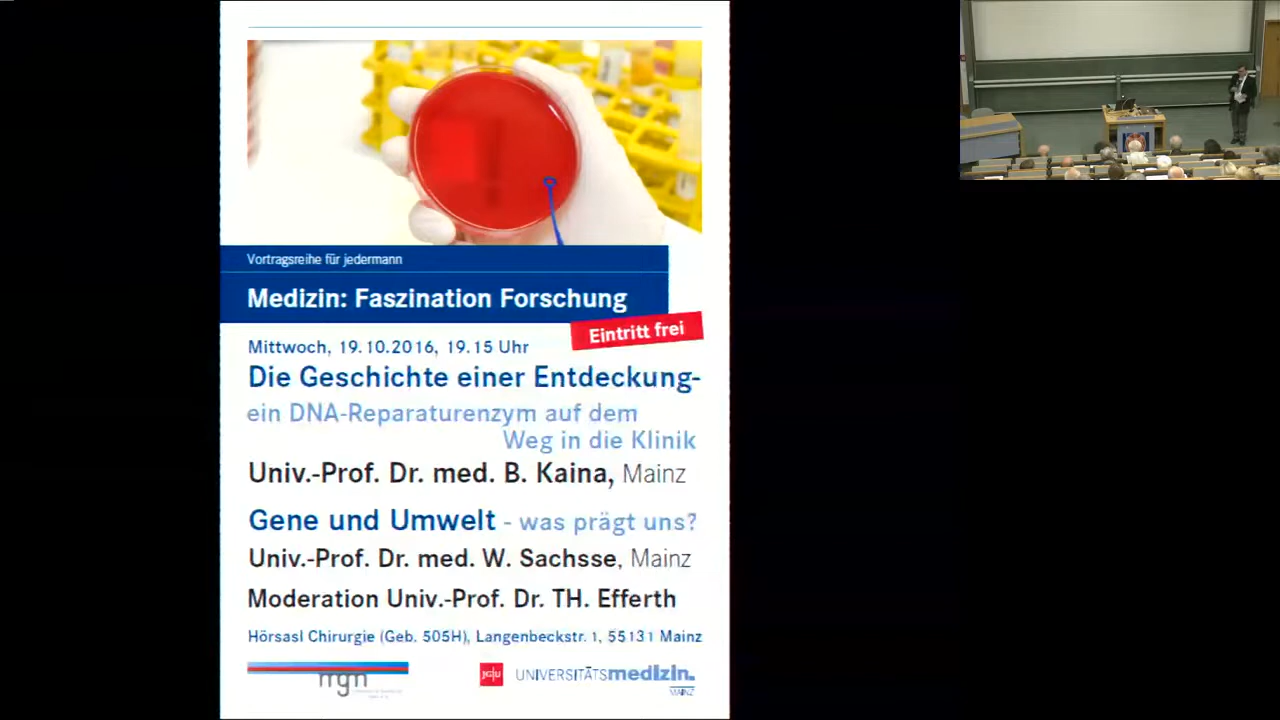 Vortragsreihe für jedermann
Medizin: Faszination Forschung
Eintritt frei
Mittwoch, 19.10.2016, 19.15 Uhr
Die Geschichte einer Entdeckung-
ein DNA-Reparaturenzym auf dem
Weg in die Klinik
Univ.-Prof. Dr. med. B. Kaina, Mainz
Gene und Umwelt - was prägt uns?
Univ.-Prof. Dr. med. W. Sachsse, Mainz
Moderation Univ.-Prof. Dr. TH. Efferth
Hörsasl Chirurgie (Geb. 505H), Langenbeckstr. 1, 55131 Mainz
mgm
JG|U UNIVERSITÄTSmedizin.
MAINZ